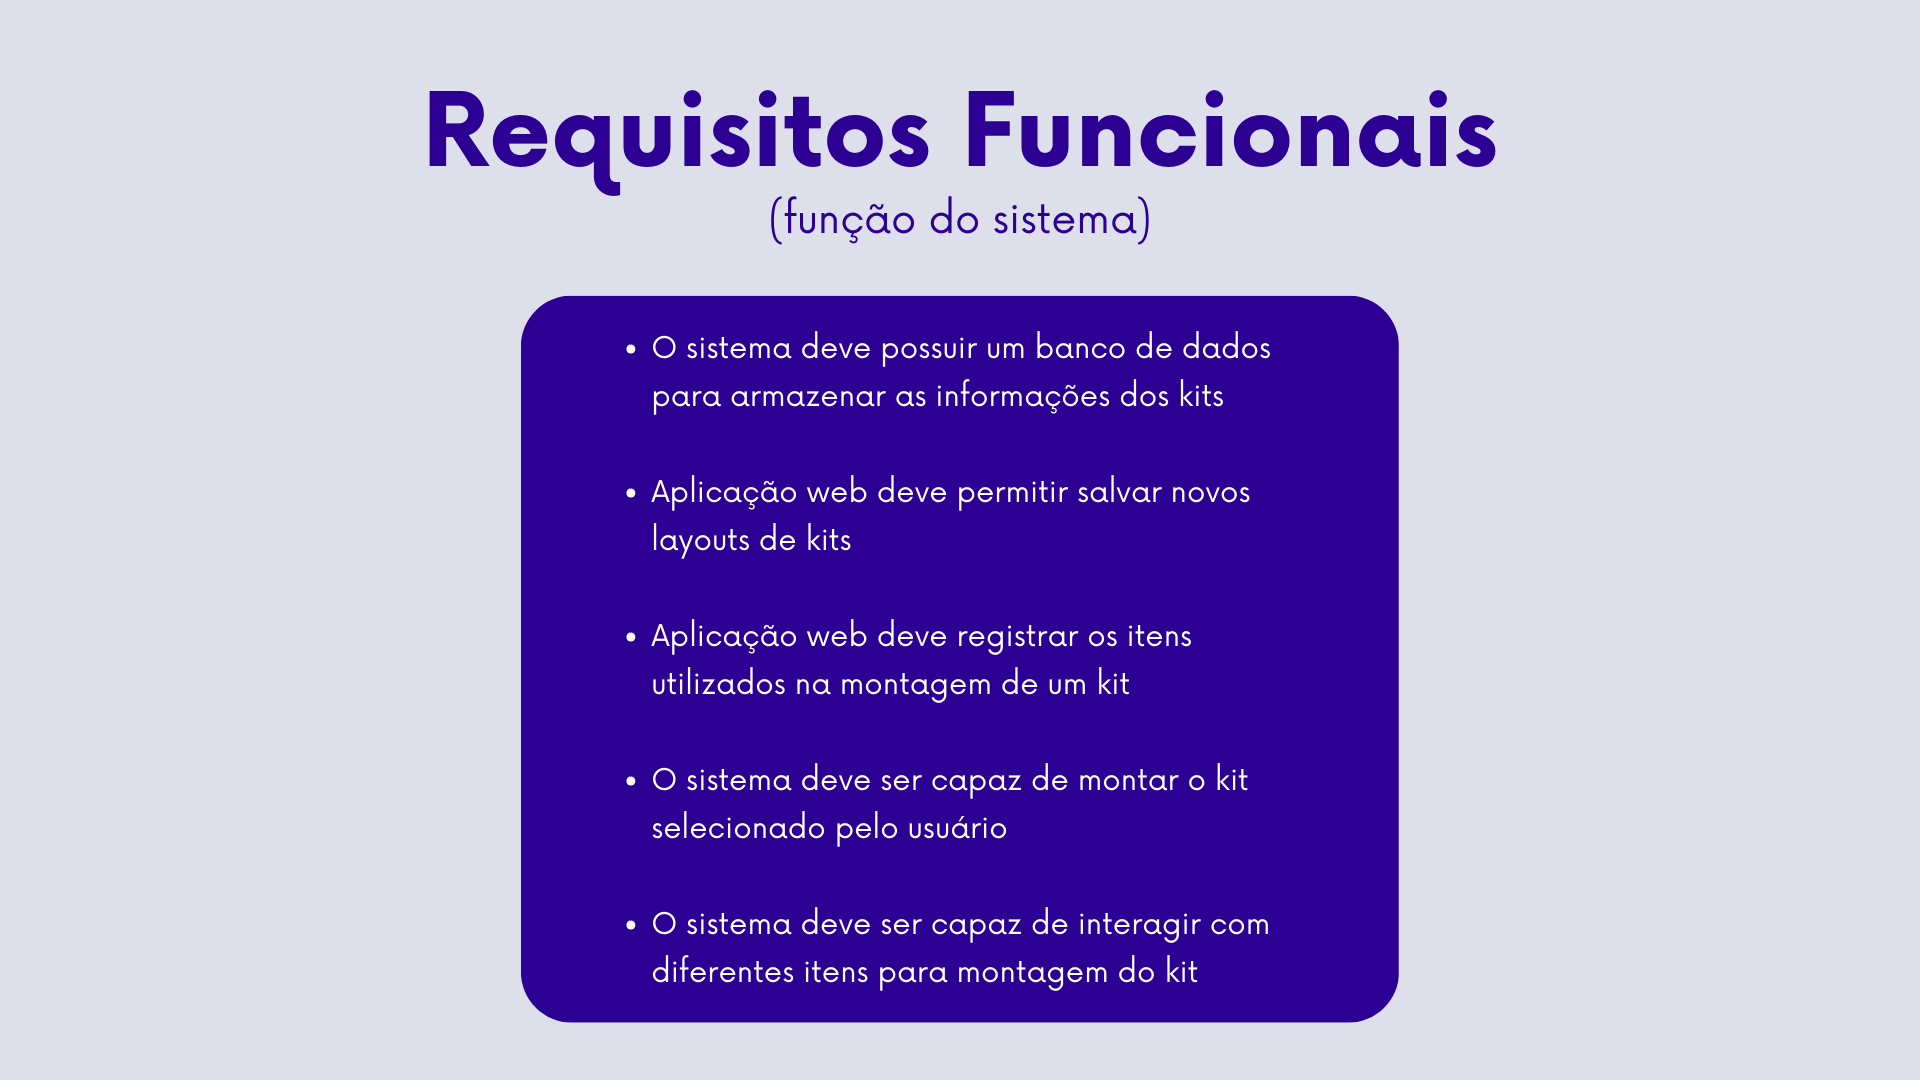 Requisitos Funcionais
(função do sistema)
• O sistema deve possuir um banco de dados
para armazenar as informações dos kits
• Aplicação web deve permitir salvar novos
layouts de kits
• Aplicação web deve registrar os itens
utilizados na montagem de um kit
• O sistema deve ser capaz de montar o kit
selecionado pelo usuário
• O sistema deve ser capaz de interagir com
diferentes itens para montagem do kit